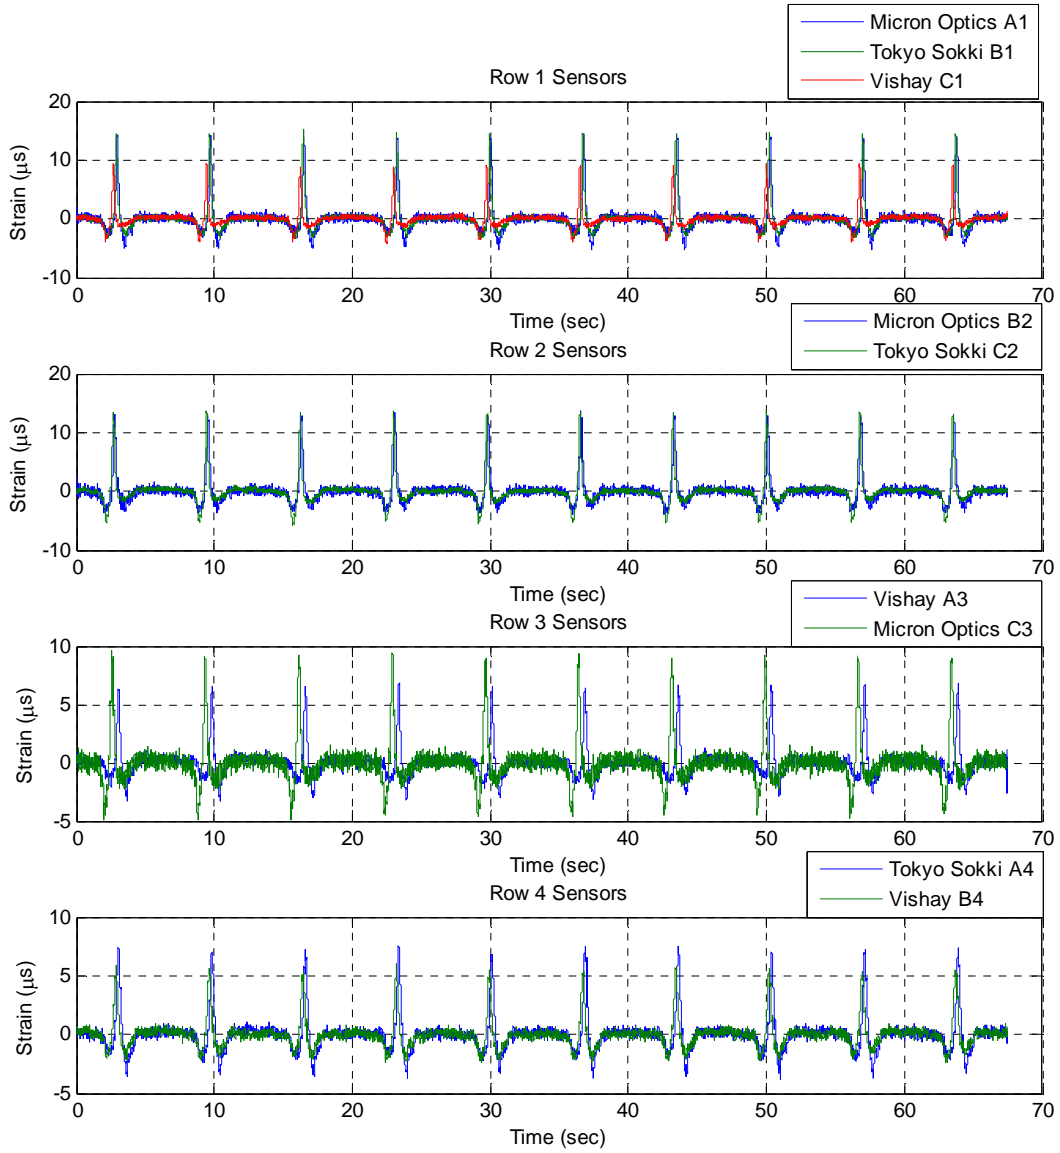 Micron Optics A1
Tokyo Sokki B1
Vishay C1
Row 1 Sensors
Strain (μs)
20
10
0
-10
0 10 20 30 40 50 60 70
Time (sec)
Micron Optics B2
Tokyo Sokki C2
Row 2 Sensors
Strain (μs)
20
10
0
-10
0 10 20 30 40 50 60 70
Time (sec)
Vishay A3
Micron Optics C3
Row 3 Sensors
Strain (μs)
10
5
0
-5
0 10 20 30 40 50 60 70
Time (sec)
Tokyo Sokki A4
Vishay B4
Row 4 Sensors
Strain (μs)
10
5
0
-5
0 10 20 30 40 50 60 70
Time (sec)